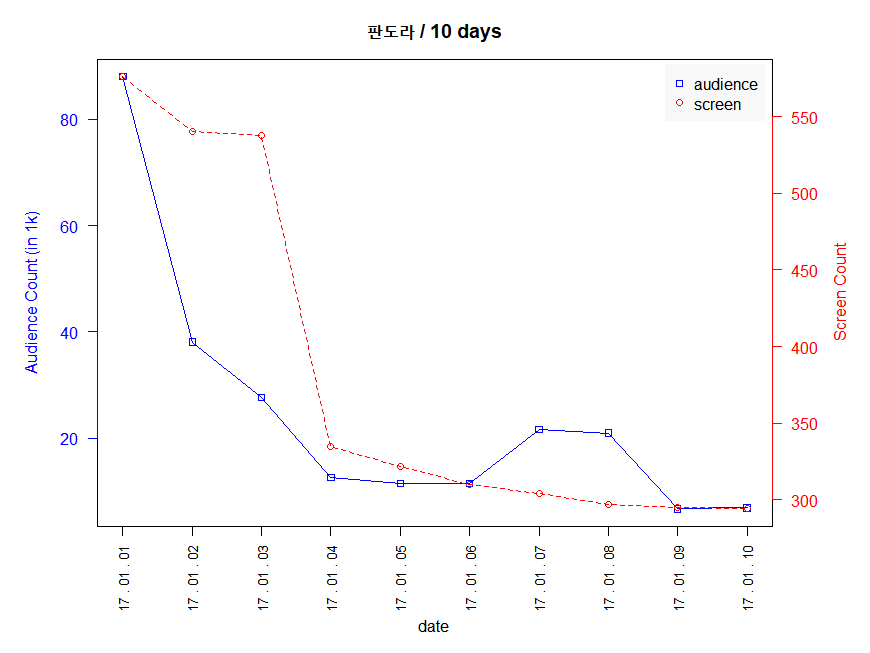 판도라 / 10 days
audience
screen
80
60
40
20
Audience Count (in 1k)
550
500
450
400
350
300
Screen Count
17 . 01 . 01
17 . 01 . 02
17 . 01 . 03
17 . 01 . 04
17 . 01 . 05
17 . 01 . 06
17 . 01 . 07
17 . 01 . 08
17 . 01 . 09
17 . 01 . 10
date